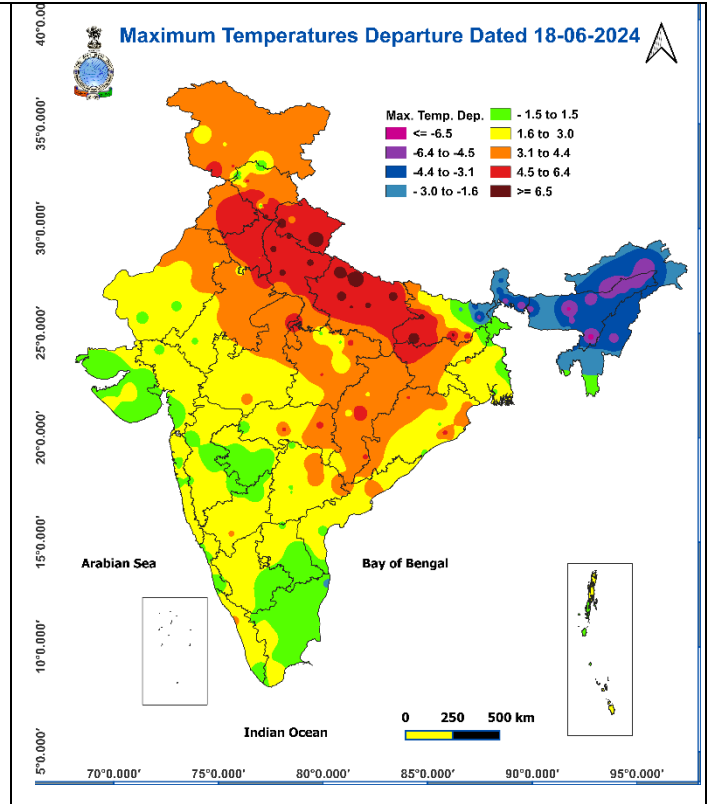 Maximum Temperatures Departure Dated 18-06-2024
Max. Temp. Dep.
<= -6.5
-6.4 to -4.5
-4.4 to -3.1
- 3.0 to -1.6
- 1.5 to 1.5
1.6 to 3.0
3.1 to 4.4
4.5 to 6.4
>= 6.5
40°0.000'
35°0.000'
30°0.000'
25°0.000'
20°0.000'
15°0.000'
10°0.000'
5°0.000'
Arabian Sea
Bay of Bengal
Indian Ocean
0 250 500 km
70°0.000' 75°0.000' 80°0.000' 85°0.000' 90°0.000' 95°0.000'